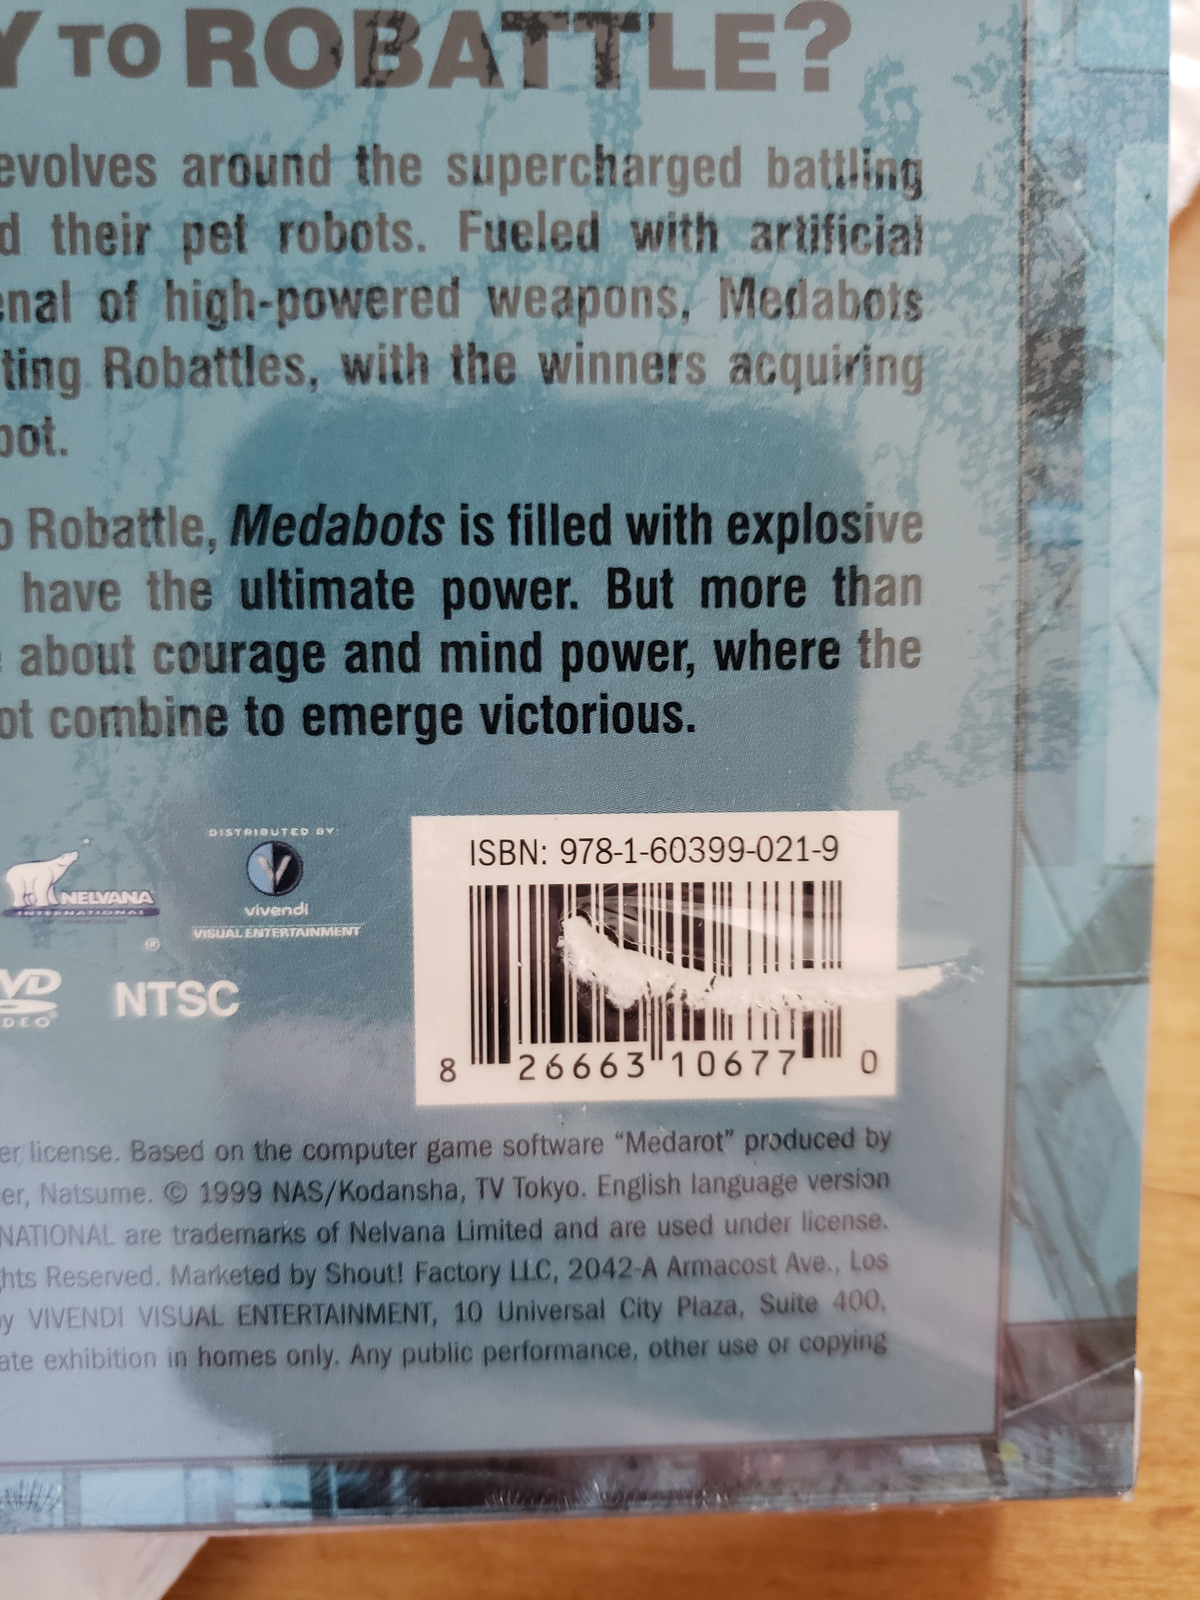 Y TO ROBATTLE?
evolves around the supercharged battling
d their pet robots. Fueled with artificial
enal of high-powered weapons, Medabots
ting Robattles, with the winners acquiring
bot.
o Robattle, Medabots is filled with explosive
have the ultimate power. But more than
about courage and mind power, where the
ot combine to emerge victorious.
NELVANA
INTERNATIONAL
DISTRIBUTED BY:
V
vivendi
VISUAL ENTERTAINMENT
®
DVD
VIDEO
NTSC
ISBN: 978-1-60399-021-9
8 26663 10677 0
er license. Based on the computer game software “Medarot” produced by
er, Natsume. © 1999 NAS/Kodansha, TV Tokyo. English language version
NATIONAL are trademarks of Nelvana Limited and are used under license.
hts Reserved. Marketed by Shout! Factory LLC, 2042-A Armacost Ave., Los
by VIVENDI VISUAL ENTERTAINMENT, 10 Universal City Plaza, Suite 400,
ate exhibition in homes only. Any public performance, other use or copying